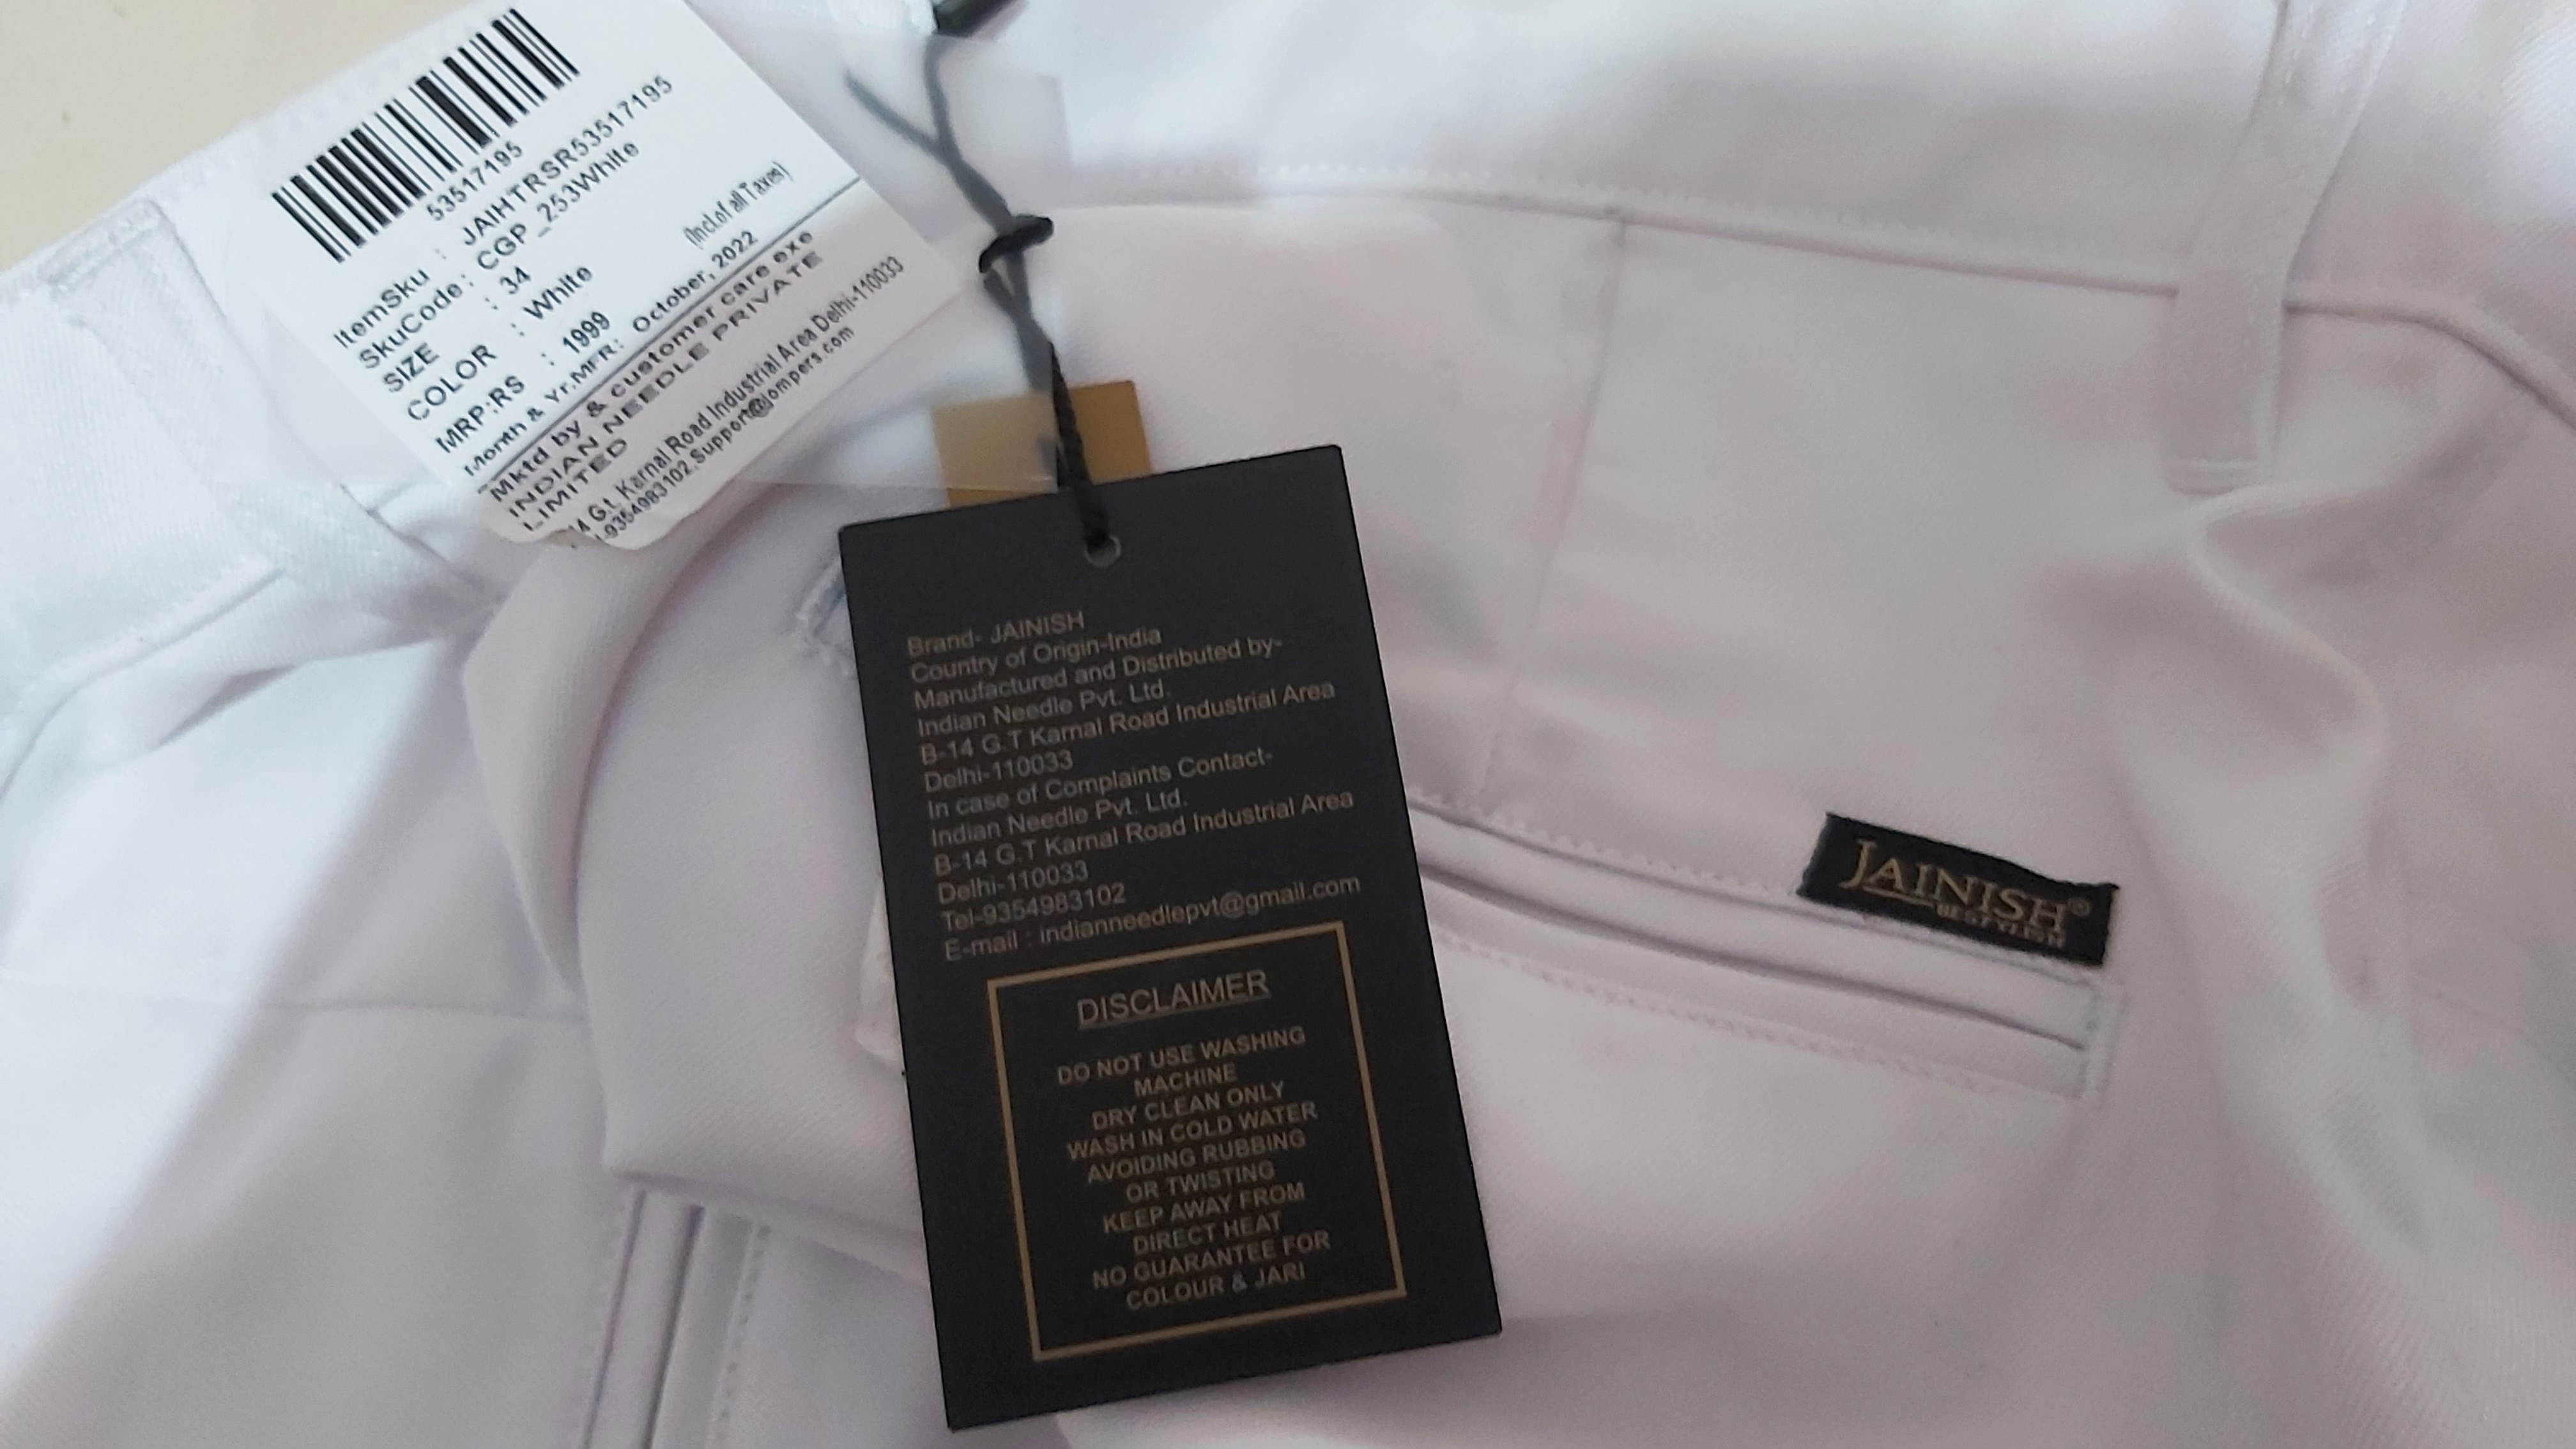 53517195
ItemSku : JAIHTRSR53517195
SkuCode : CGP_253White
SIZE : 34
COLOR : White
MRP:RS : 1999
(Incl.of all Taxes)
Month & Yr.MFR: October, 2022
Mktd by & customer care exe
INDIAN NEEDLE PRIVATE
LIMITED
4 G.t. Karnal Road Industrial Area Delhi-110033
-9354983102,Support@jompers.com
Brand- JAINISH
Country of Origin-India
Manufactured and Distributed by-
Indian Needle Pvt. Ltd.
B-14 G.T Karnal Road Industrial Area
Delhi-110033
In case of Complaints Contact-
Indian Needle Pvt. Ltd.
B-14 G.T Karnal Road Industrial Area
Delhi-110033
Tel-9354983102
E-mail : indianneedlepvt@gmail.com
DISCLAIMER
DO NOT USE WASHING
MACHINE
DRY CLEAN ONLY
WASH IN COLD WATER
AVOIDING RUBBING
OR TWISTING
KEEP AWAY FROM
DIRECT HEAT
NO GUARANTEE FOR
COLOUR & JARI
JAINISH®
BE STYLISH